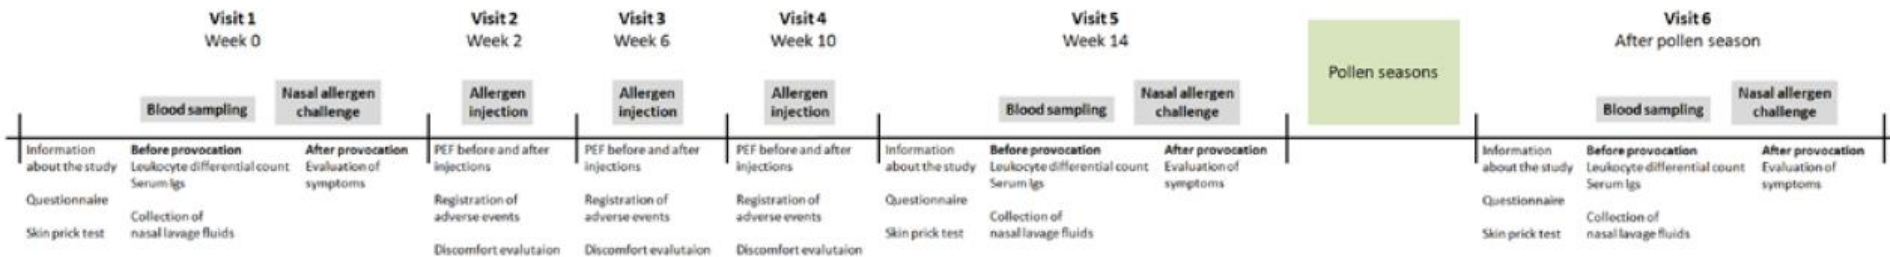 Visit 1
Week 0
Blood sampling
Nasal allergen
challenge
Information
about the study
Questionnaire
Skin prick test
Before provocation
Leukocyte differential count
Serum Igs
Collection of
nasal lavage fluids
After provocation
Evaluation of
symptoms
Visit 2
Week 2
Allergen
injection
PEF before and after
injections
Registration of
adverse events
Discomfort evalutaion
Visit 3
Week 6
Allergen
injection
PEF before and after
injections
Registration of
adverse events
Discomfort evalutaion
Visit 4
Week 10
Allergen
injection
PEF before and after
injections
Registration of
adverse events
Discomfort evalutaion
Visit 5
Week 14
Blood sampling
Nasal allergen
challenge
Information
about the study
Questionnaire
Skin prick test
Before provocation
Leukocyte differential count
Serum Igs
Collection of
nasal lavage fluids
After provocation
Evaluation of
symptoms
Pollen seasons
Visit 6
After pollen season
Blood sampling
Nasal allergen
challenge
Information
about the study
Questionnaire
Skin prick test
Before provocation
Leukocyte differential count
Serum Igs
Collection of
nasal lavage fluids
After provocation
Evaluation of
symptoms